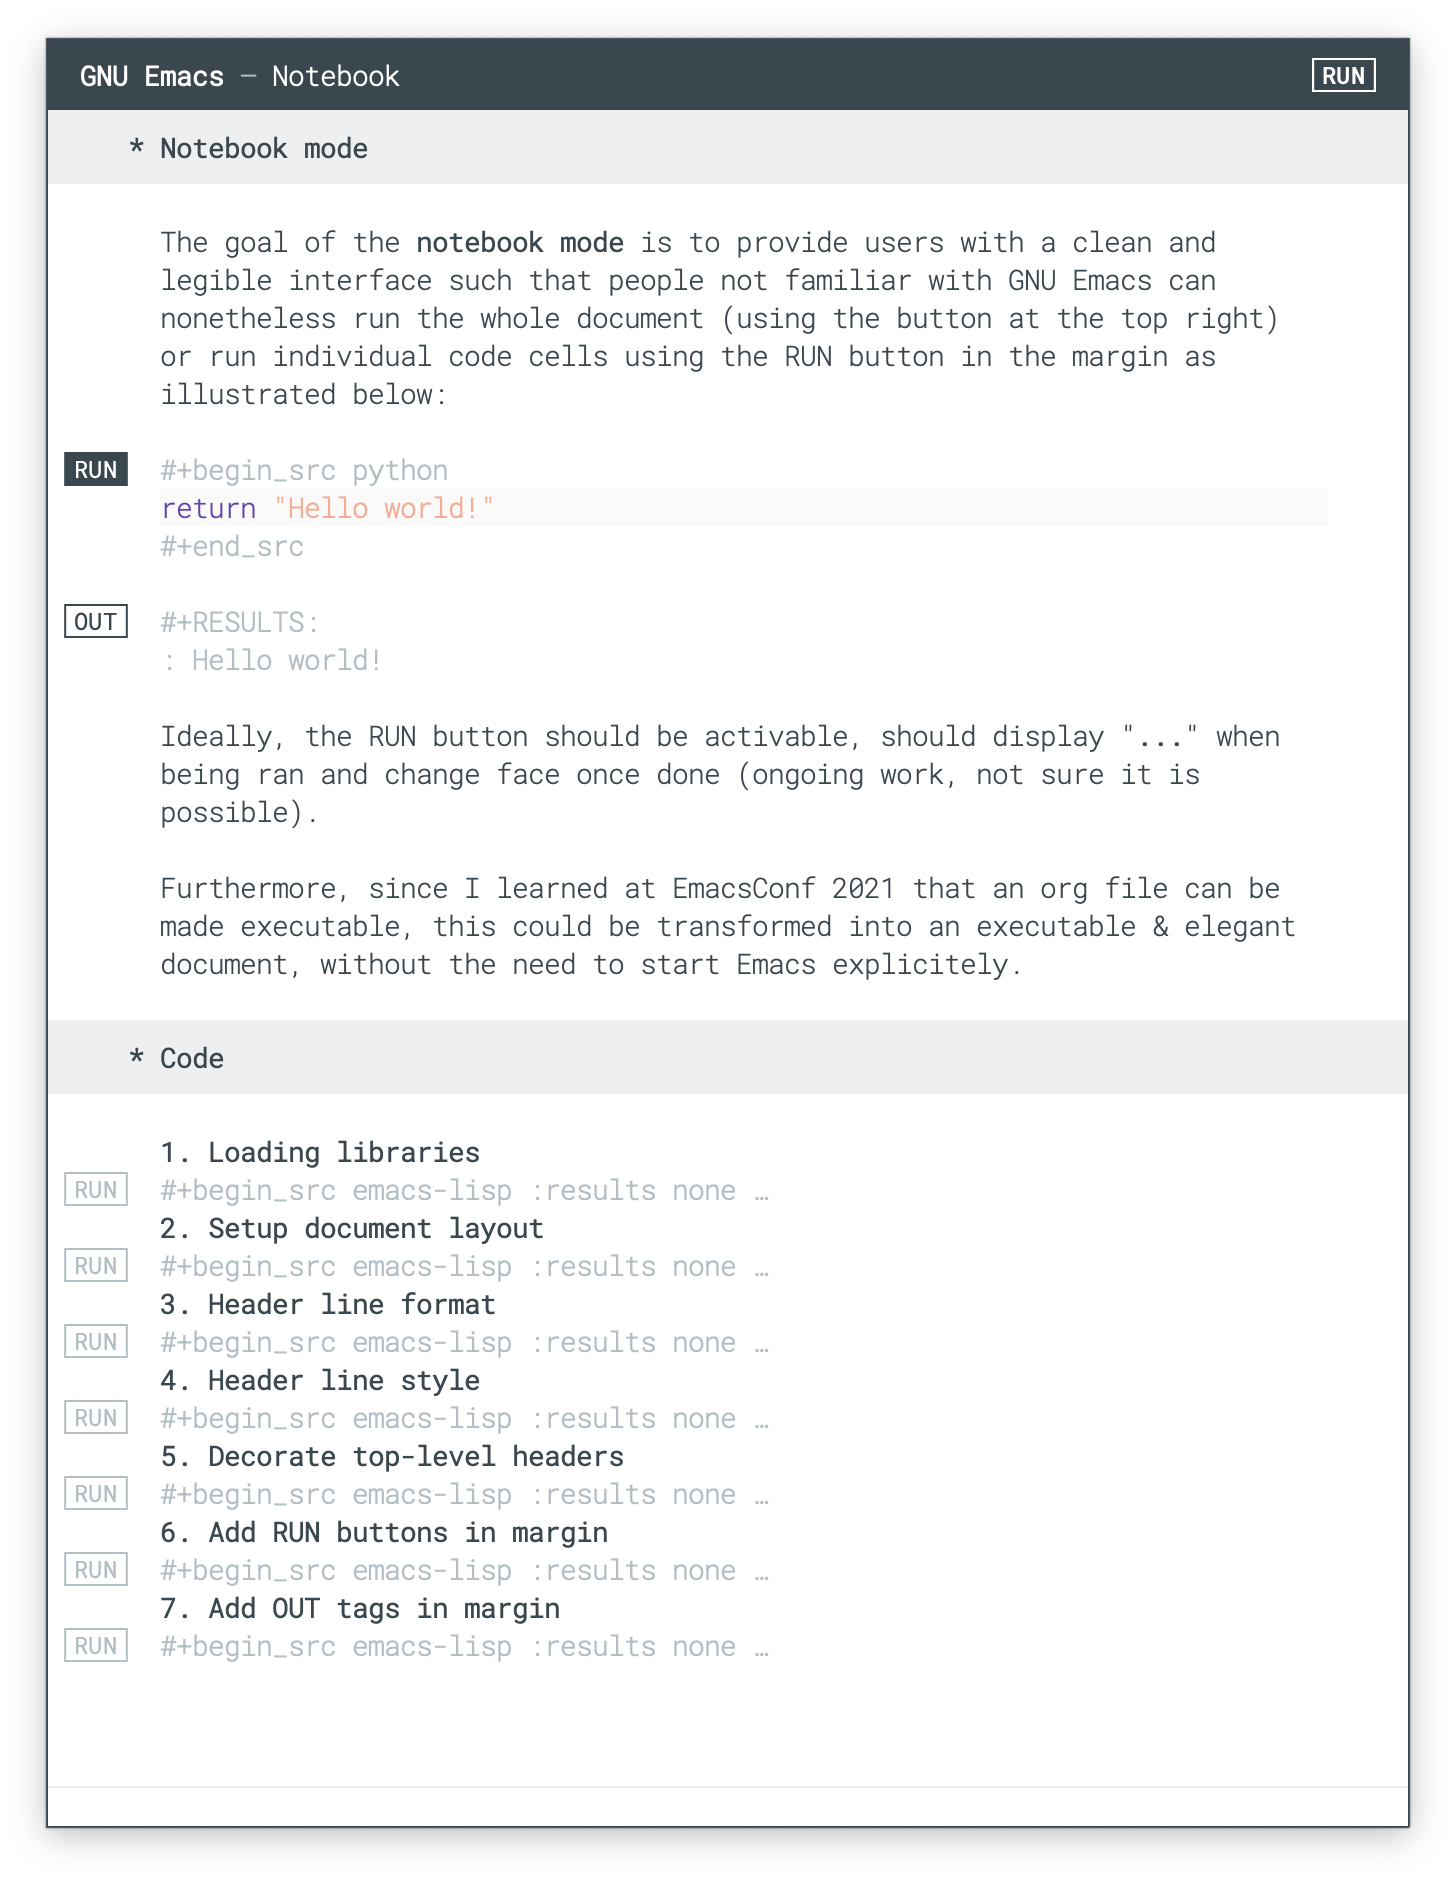 GNU Emacs — Notebook RUN
* Notebook mode
The goal of the notebook mode is to provide users with a clean and
legible interface such that people not familiar with GNU Emacs can
nonetheless run the whole document (using the button at the top right)
or run individual code cells using the RUN button in the margin as
illustrated below:
RUN #+begin_src python
return "Hello world!"
#+end_src
OUT #+RESULTS:
: Hello world!
Ideally, the RUN button should be activable, should display "..." when
being ran and change face once done (ongoing work, not sure it is
possible).
Furthermore, since I learned at EmacsConf 2021 that an org file can be
made executable, this could be transformed into an executable & elegant
document, without the need to start Emacs explicitely.
* Code
1. Loading libraries
RUN #+begin_src emacs-lisp :results none …
2. Setup document layout
RUN #+begin_src emacs-lisp :results none …
3. Header line format
RUN #+begin_src emacs-lisp :results none …
4. Header line style
RUN #+begin_src emacs-lisp :results none …
5. Decorate top-level headers
RUN #+begin_src emacs-lisp :results none …
6. Add RUN buttons in margin
RUN #+begin_src emacs-lisp :results none …
7. Add OUT tags in margin
RUN #+begin_src emacs-lisp :results none …